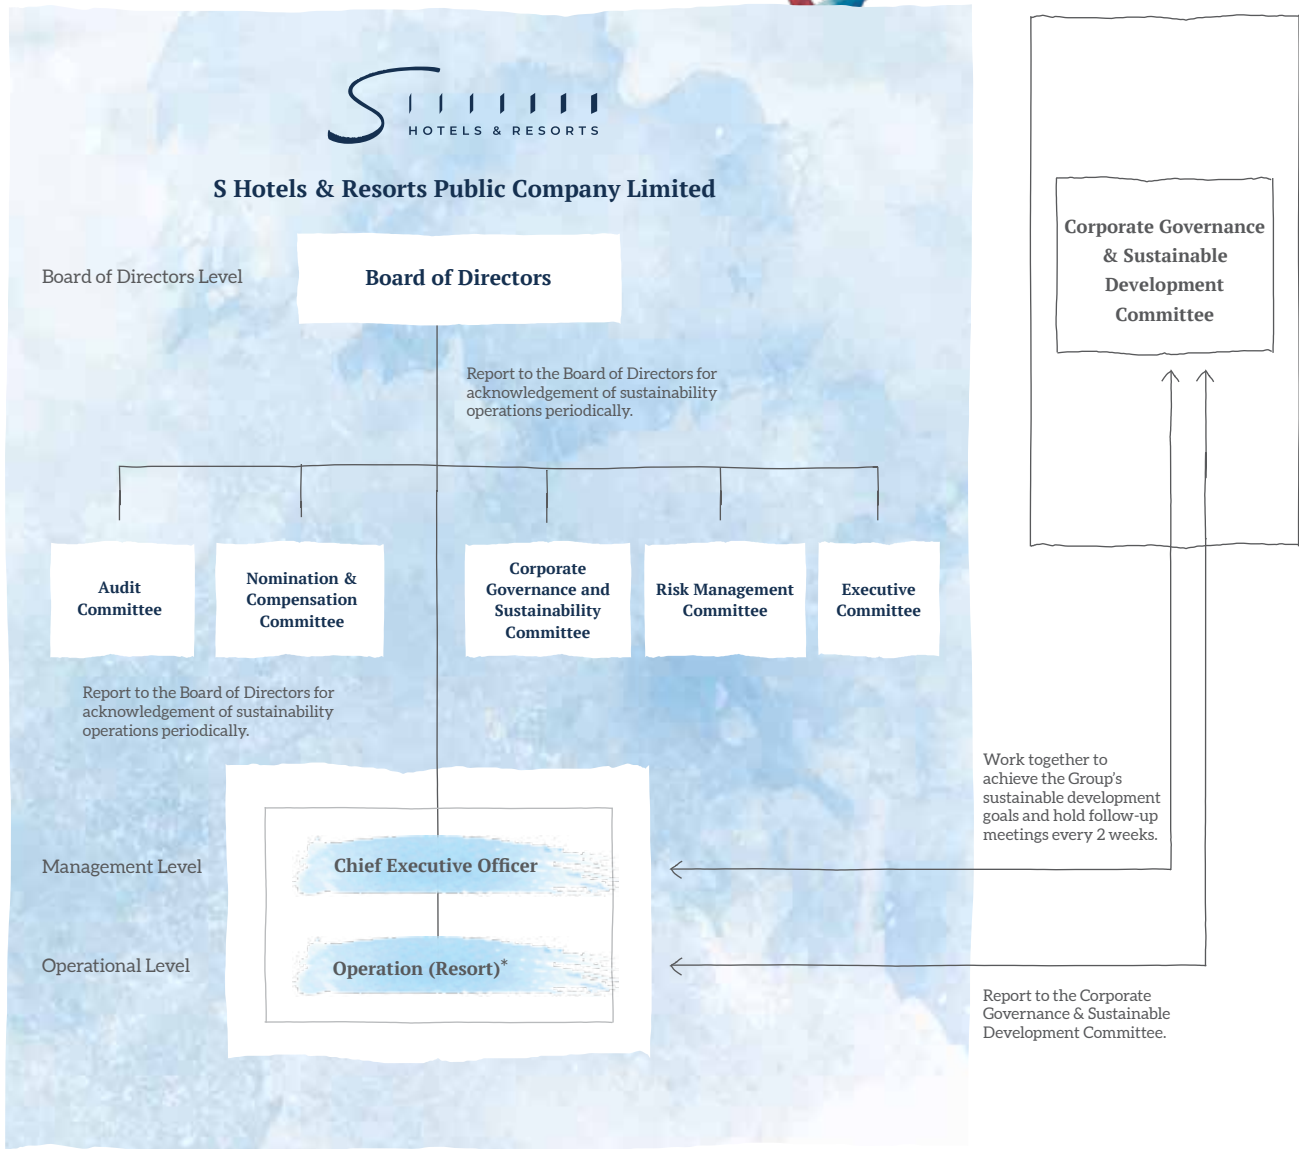 HOTELS & RESORTS
S Hotels & Resorts Public Company Limited
Board of Directors Level
Board of Directors
Report to the Board of Directors for
acknowledgement of sustainability
operations periodically.
Audit
Committee
Nomination &
Compensation
Committee
Corporate
Governance and
Sustainability
Committee
Risk Management
Committee
Executive
Committee
Report to the Board of Directors for
acknowledgement of sustainability
operations periodically.
Management Level
Chief Executive Officer
Operational Level
Operation (Resort)*
Corporate Governance
& Sustainable
Development
Committee
Work together to
achieve the Group's
sustainable development
goals and hold follow-up
meetings every 2 weeks.
Report to the Corporate
Governance & Sustainable
Development Committee.